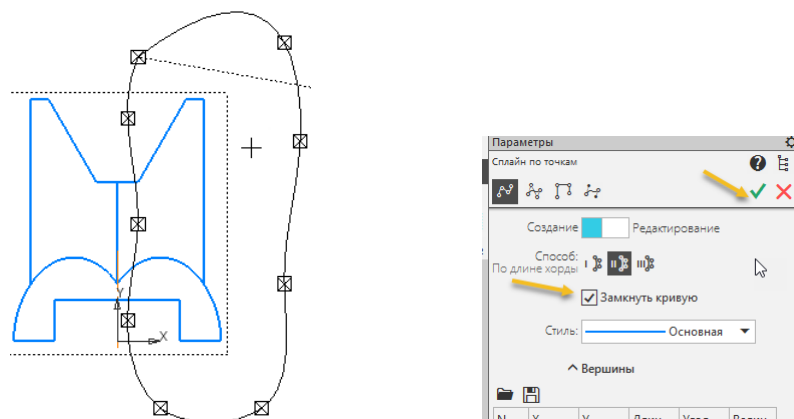 Y
X
Параметры
Сплайн по точкам
Создание Редактирование
Способ:
По длине хорды
Замкнуть кривую
Стиль: Основная
Вершины